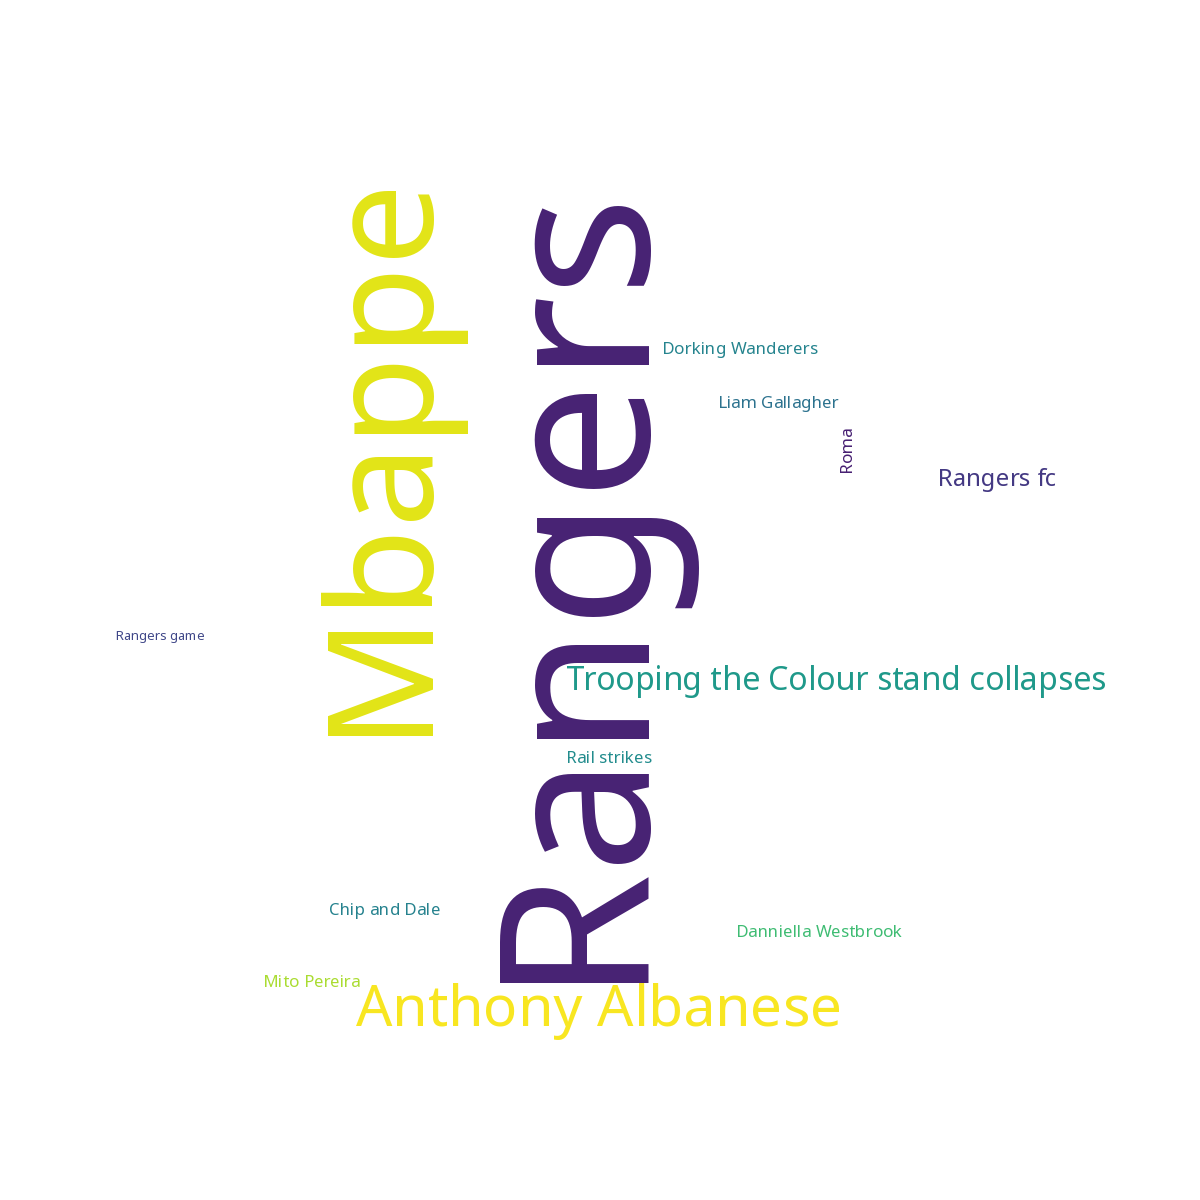 Mbappe
Rangers
Dorking Wanderers
Liam Gallagher
Roma
Rangers fc
Rangers game
Trooping the Colour stand collapses
Rail strikes
Chip and Dale
Danniella Westbrook
Mito Pereira
Anthony Albanese